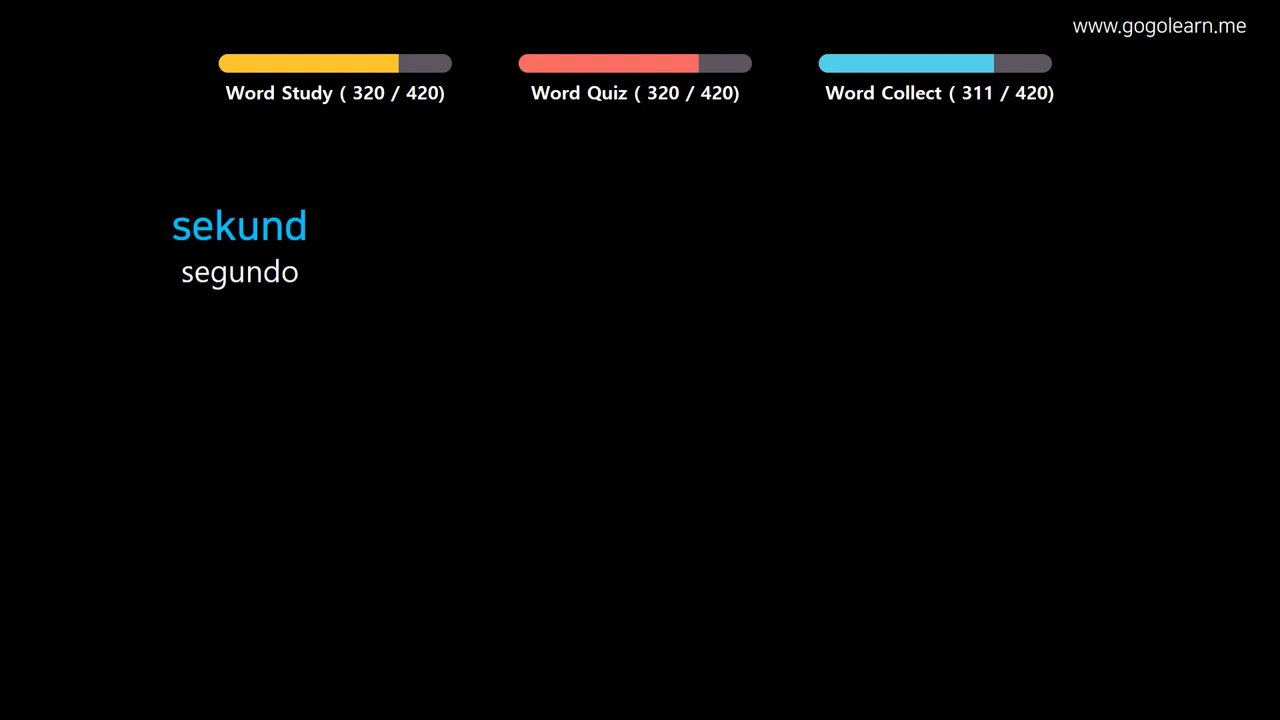 www.gogolearn.me
Word Study ( 320 / 420)
Word Quiz ( 320 / 420)
Word Collect ( 311 / 420)
sekund
segundo